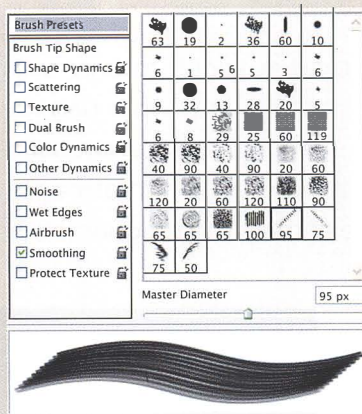 Brush Presets
Brush Tip Shape
Shape Dynamics
Scattering
Texture
Dual Brush
Color Dynamics
Other Dynamics
Noise
Wet Edges
Airbrush
Smoothing
Protect Texture
63 19 2 36 60 10
6 1 5 6 5 3 6
9 32 13 28 20 5
6 8 29 25 60 119
40 90 40 90 20 60
120 20 60 120 110 90
65 65 65 100 95 75
75 50
Master Diameter 95 px